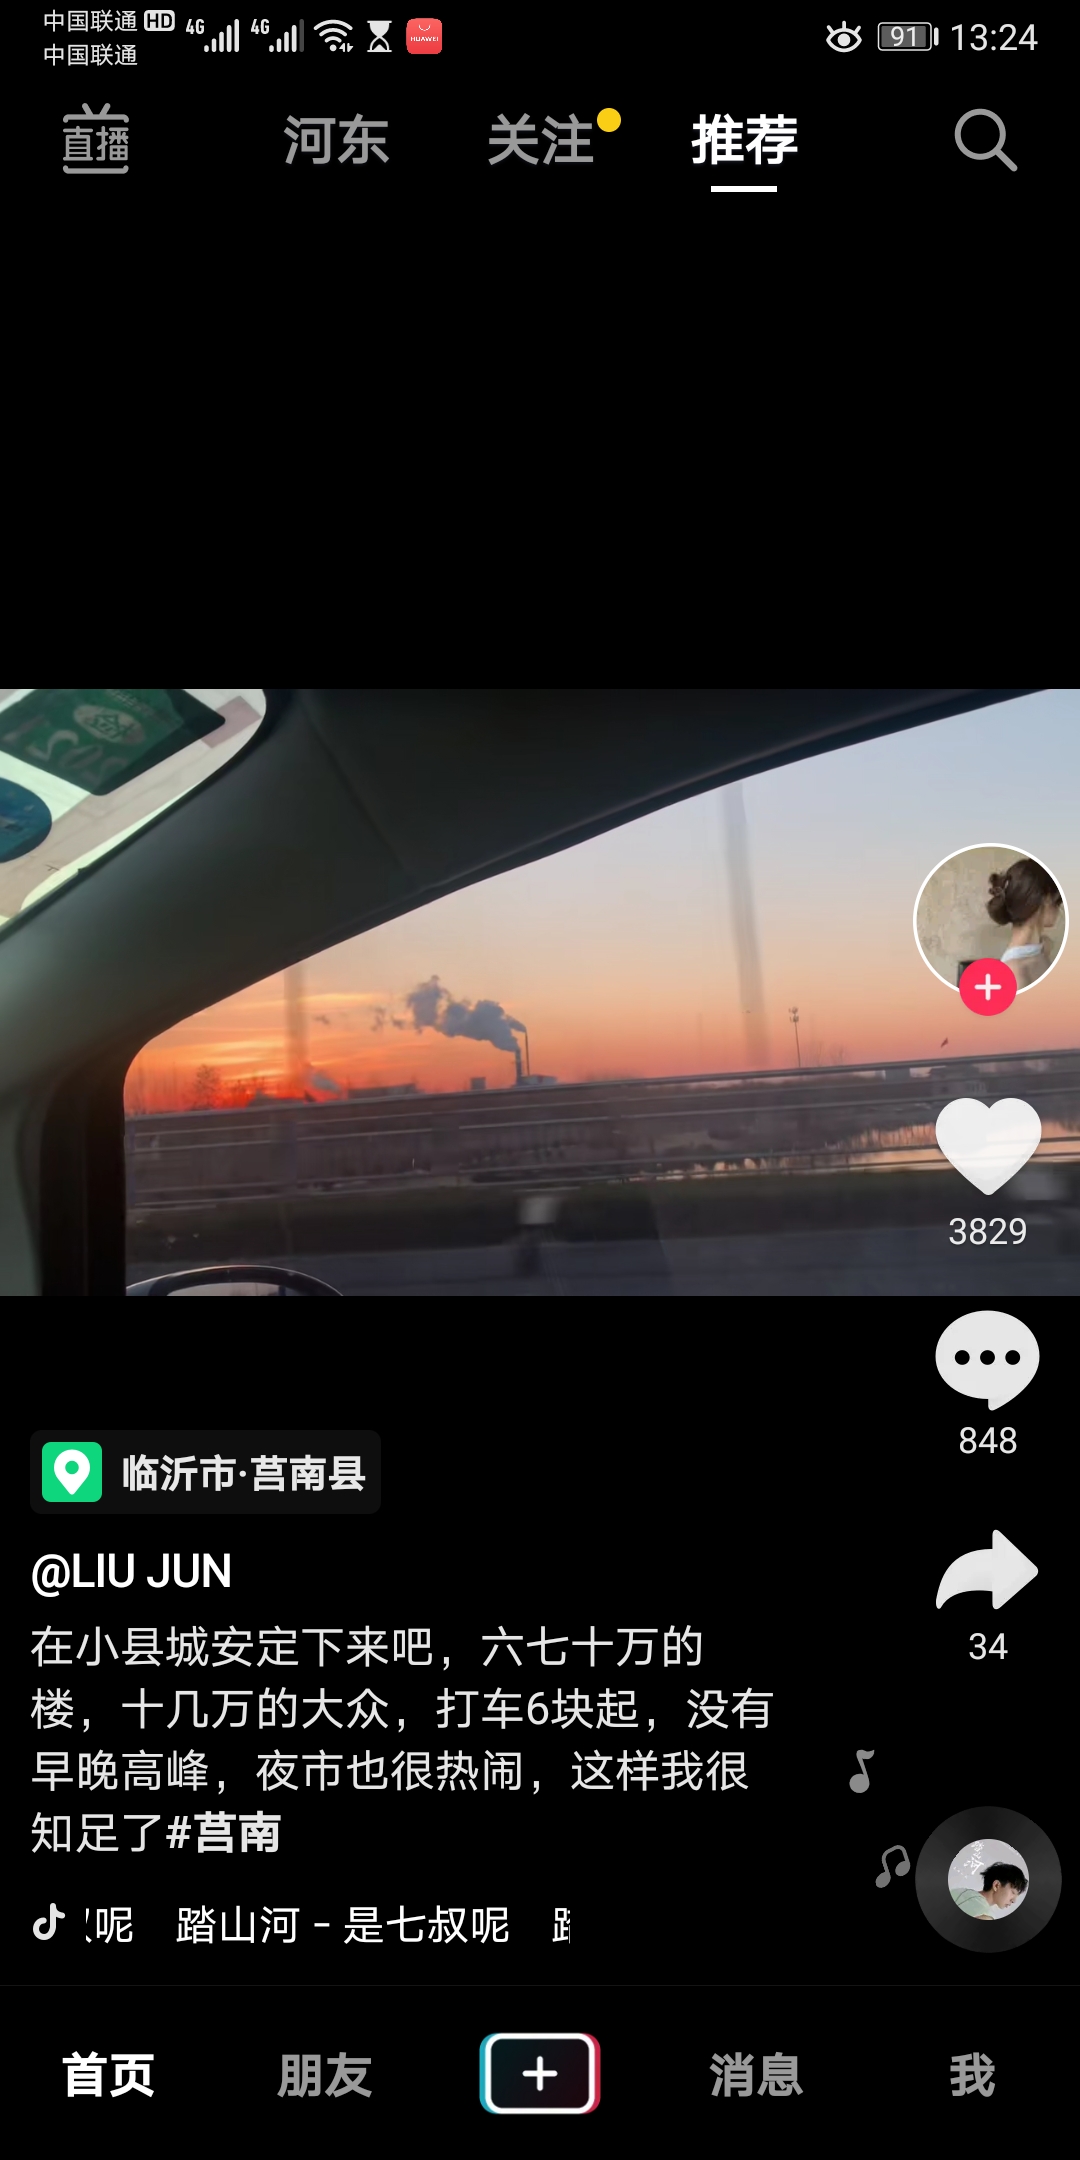 中国联通 HD 4G 4G HUAWEI 91 13:24
中国联通
直播 河东 关注 推荐
3829
848
临沂市·莒南县
@LIU JUN
34
在小县城安定下来吧，六七十万的
楼，十几万的大众，打车6块起，没有
早晚高峰，夜市也很热闹，这样我很
知足了#莒南
呢 踏山河 - 是七叔呢
首页 朋友 消息 我